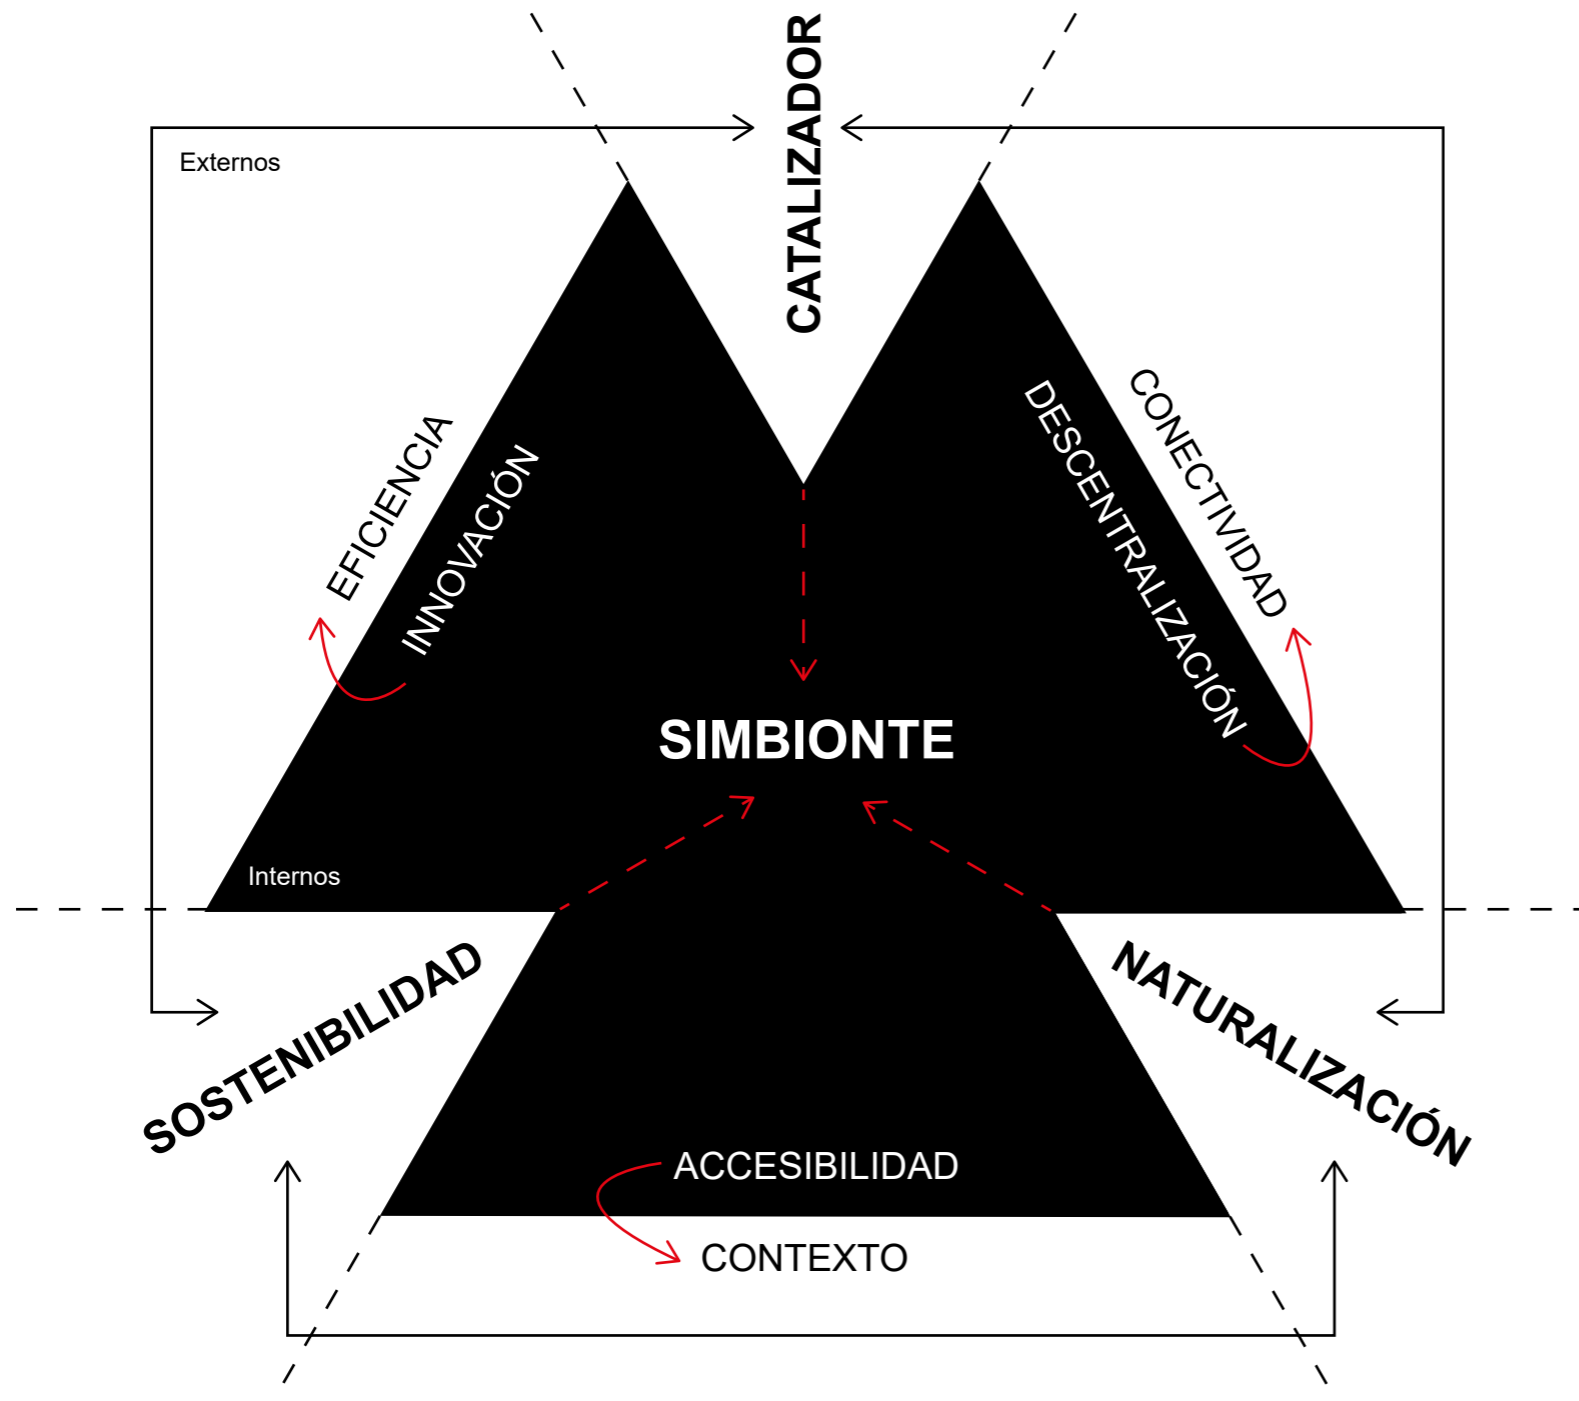 CATALIZADOR
Externos
EFICIENCIA
INNOVACIÓN
DESCENTRALIZACIÓN
CONECTIVIDAD
SIMBIONTE
Internos
SOSTENIBILIDAD
NATURALIZACIÓN
ACCESIBILIDAD
CONTEXTO